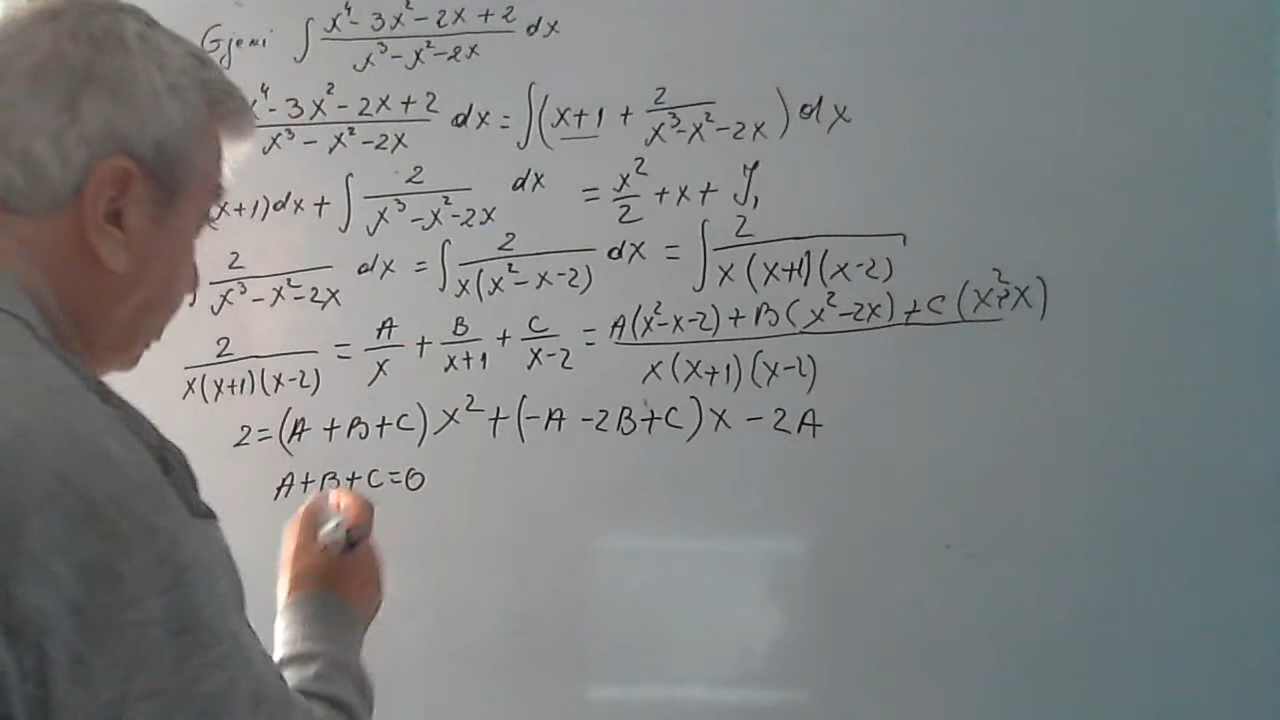 Gjeni ∫ (x⁴ - 3x² - 2x + 2)/(x³ - x² - 2x) dx
(x⁴ - 3x² - 2x + 2)/(x³ - x² - 2x) dx = ∫(x+1 + 2/(x³ - x² - 2x)) dx
(x+1)dx + ∫ 2/(x³ - x² - 2x) dx = x²/2 + x + J₁
∫ 2/(x³ - x² - 2x) dx = ∫ 2/(x(x² - x - 2)) dx = ∫ 2/(x(x+1)(x-2))
2/(x(x+1)(x-2)) = A/x + B/(x+1) + C/(x-2) = (A(x²-x-2) + B(x²-2x) + C(x²+x))/(x(x+1)(x-2))
2 = (A+B+C)x² + (-A -2B+C)x - 2A
A+B+C=0